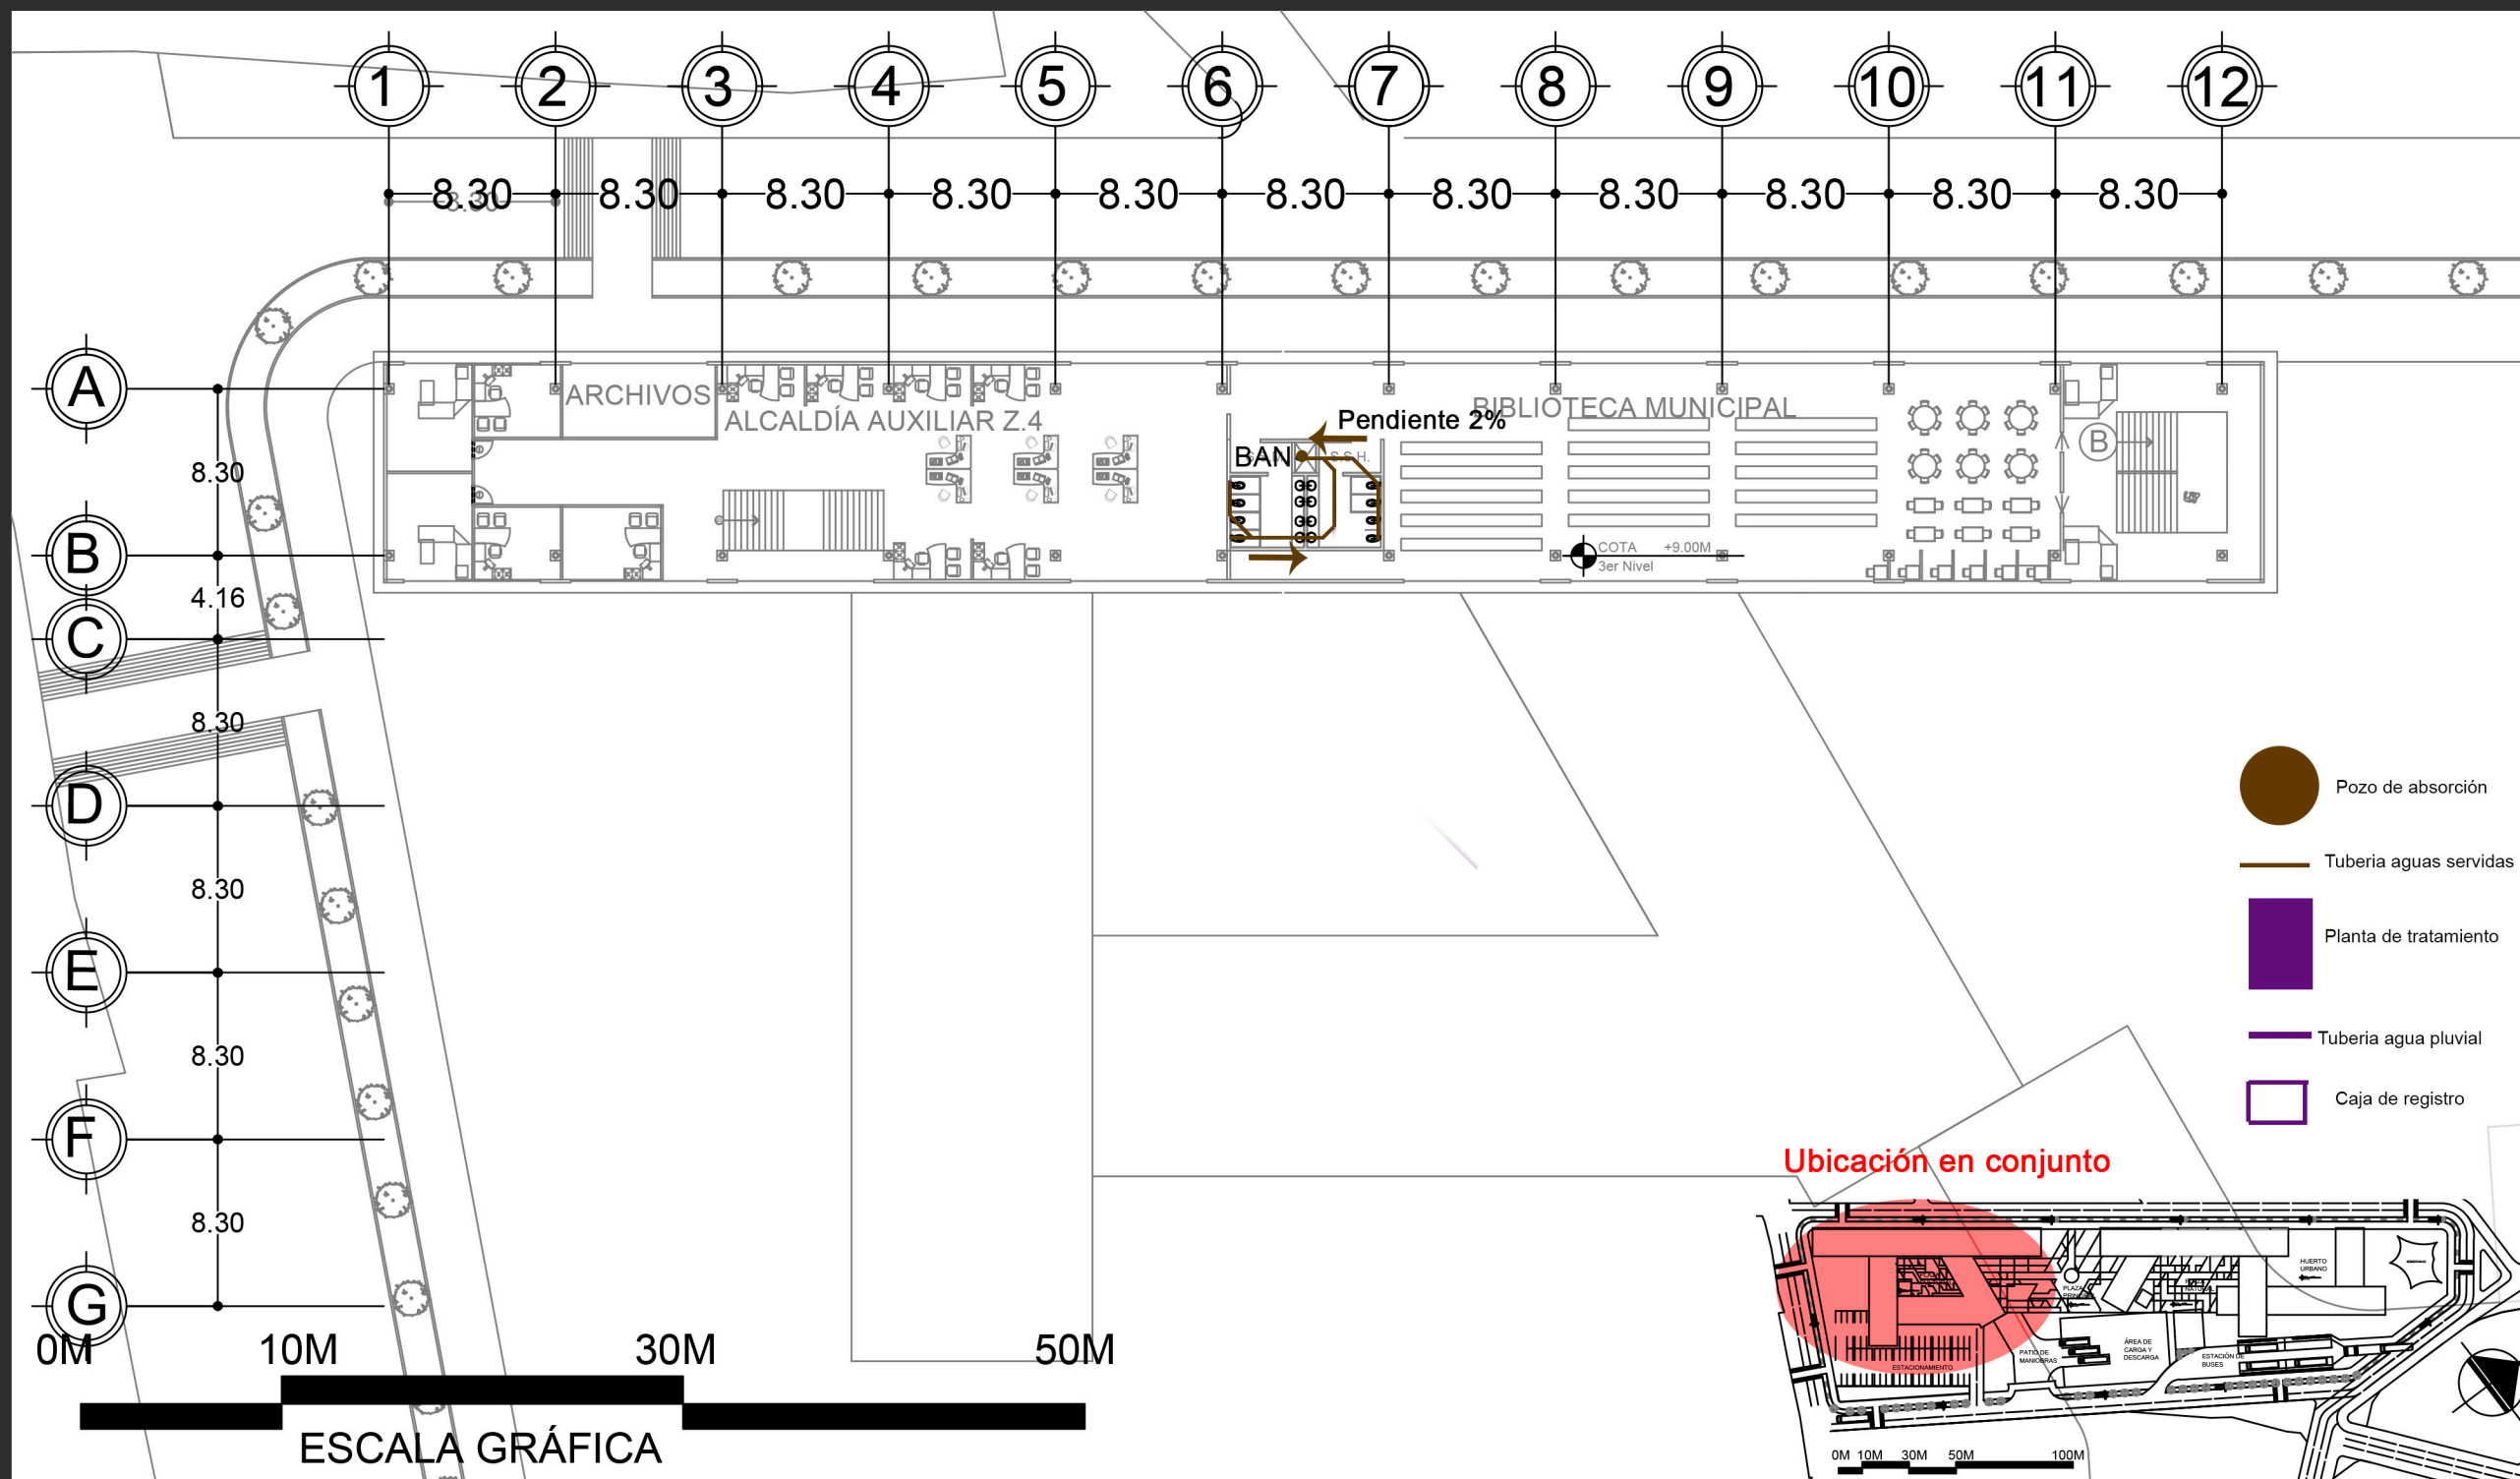 1 2 3 4 5 6 7 8 9 10 11 12
8.30 8.30 8.30 8.30 8.30 8.30 8.30 8.30 8.30 8.30 8.30
8.30
A
ARCHIVOS
ALCALDÍA AUXILIAR Z.4
BIBLIOTECA MUNICIPAL
Pendiente 2%
BAN
S.S.H.
B
8.30
B
COTA +9.00M
3er Nivel
4.16
C
8.30
D
8.30
E
8.30
F
8.30
G
Pozo de absorción
Tuberia aguas servidas
Planta de tratamiento
Tuberia agua pluvial
Caja de registro
Ubicación en conjunto
HUERTO
URBANO
PLAZA
ÁREA DE
CARGA Y
DESCARGA
PATIO DE
MANIOBRAS
ESTACIÓN DE
BUSES
ESTACIONAMIENTO
0M 10M 30M 50M 100M
0M 10M 30M 50M
ESCALA GRÁFICA